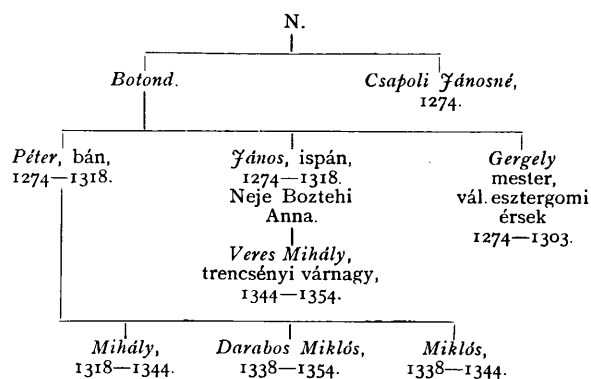 N.
Botond.
Csapoli Jánosné,
1274.
Péter, bán,
1274—1318.
János, ispán,
1274—1318.
Neje Boztehi
Anna.
Gergely
mester,
vál. esztergomi
érsek
1274—1303.
Veres Mihály,
trencsényi várnagy,
1344—1354.
Mihály,
1318—1344.
Darabos Miklós,
1338—1354.
Miklós,
1338—1344.